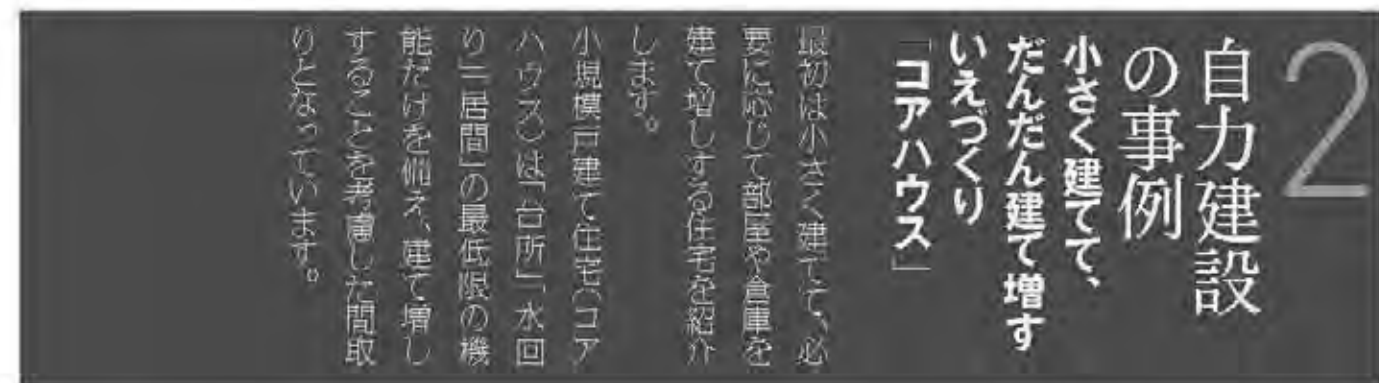 2
自力建設
の事例
小さく建てて、
だんだん建て増す
いえづくり
「コアハウス」
最初は小さく建てて、必
要に応じて部屋や倉庫を
建て増しする住宅を紹介
します。
小規模戸建て住宅(コア
ハウス)は「台所」「水回
り」「居間」の最低限の機
能だけを備え、建て増し
することを考慮した間取
りとなっています。